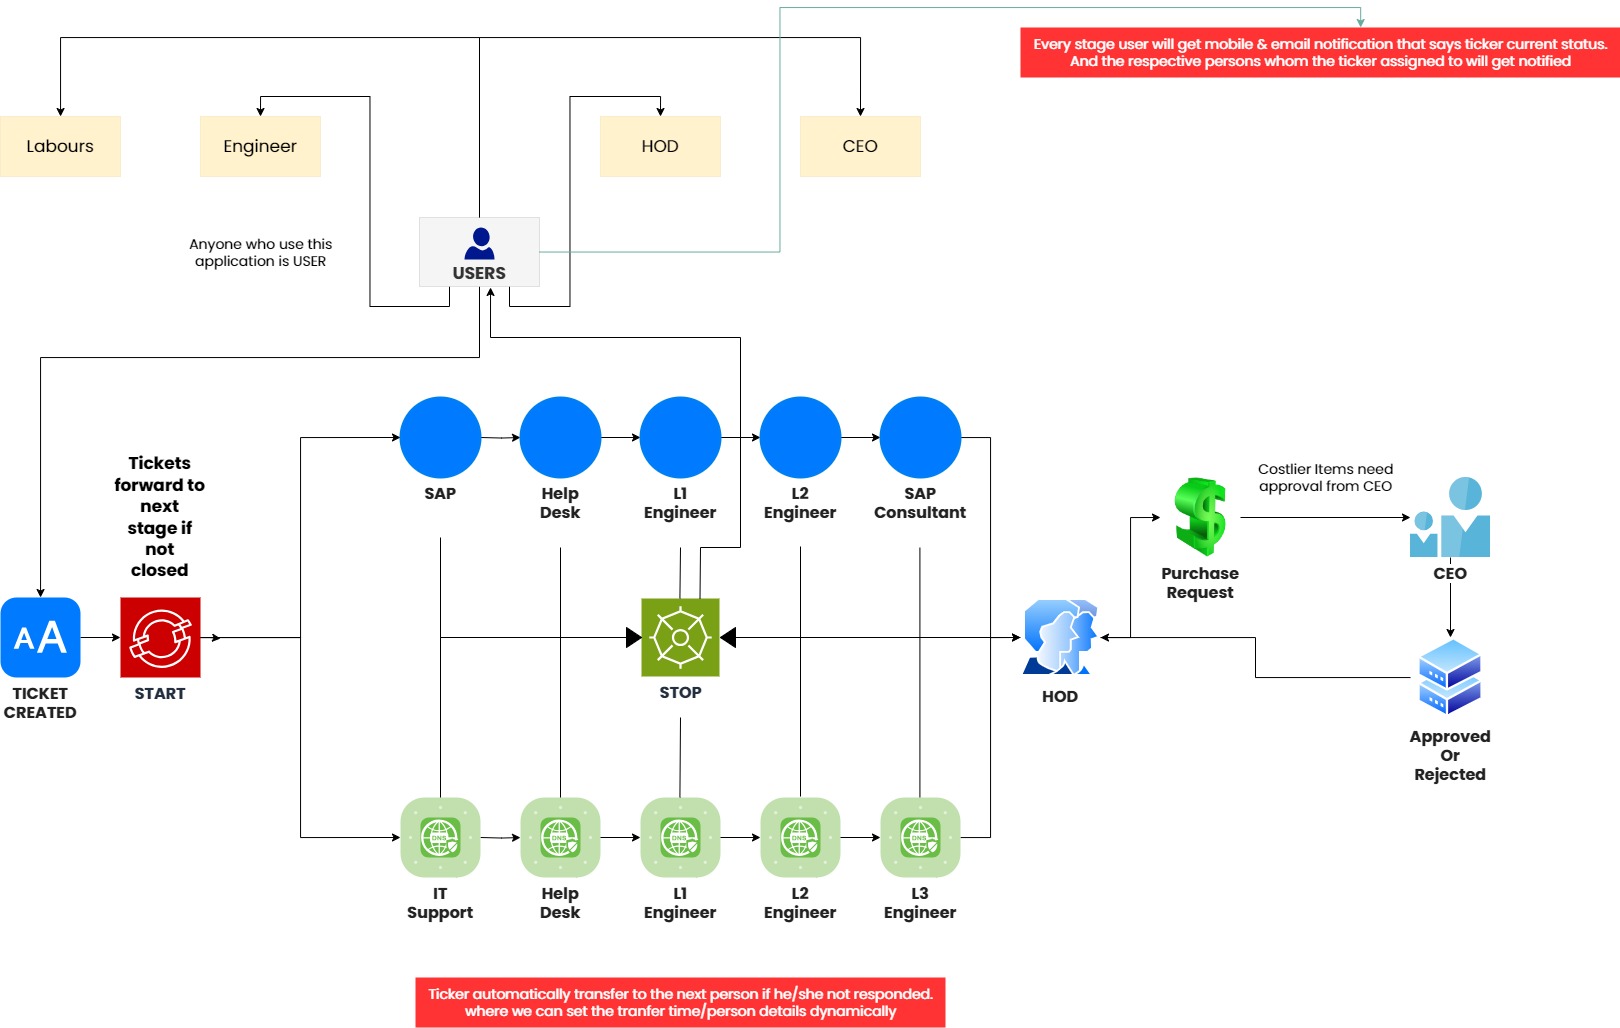 Every stage user will get mobile & email notification that says ticker current status.
And the respective persons whom the ticker assigned to will get notified
Labours
Engineer
HOD
CEO
Anyone who use this
application is USER
USERS
Tickets
forward to
next
stage if
not
closed
SAP
Help
Desk
L1
Engineer
L2
Engineer
SAP
Consultant
Costlier Items need
approval from CEO
Purchase
Request
CEO
AA
TICKET
CREATED
START
STOP
HOD
Approved
Or
Rejected
DNS
DNS
DNS
DNS
DNS
IT
Support
Help
Desk
L1
Engineer
L2
Engineer
L3
Engineer
Ticker automatically transfer to the next person if he/she not responded.
where we can set the tranfer time/person details dynamically